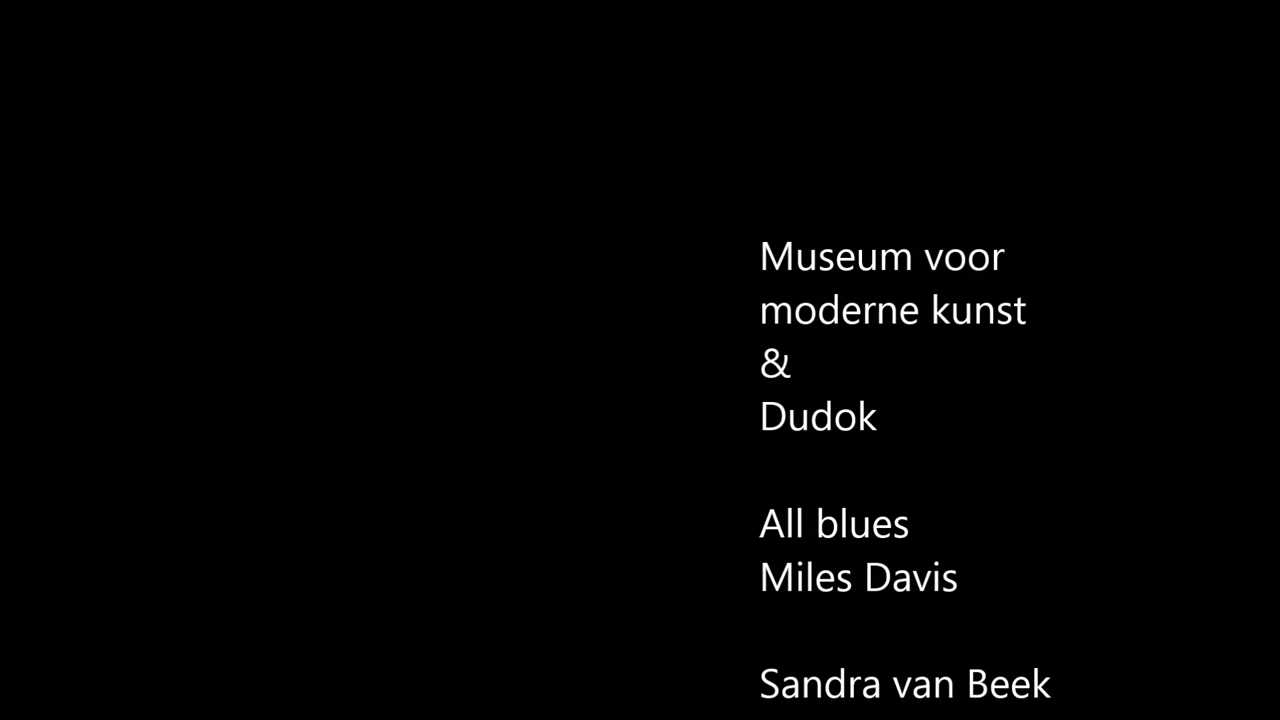 Museum voor
moderne kunst
&
Dudok
All blues
Miles Davis
Sandra van Beek